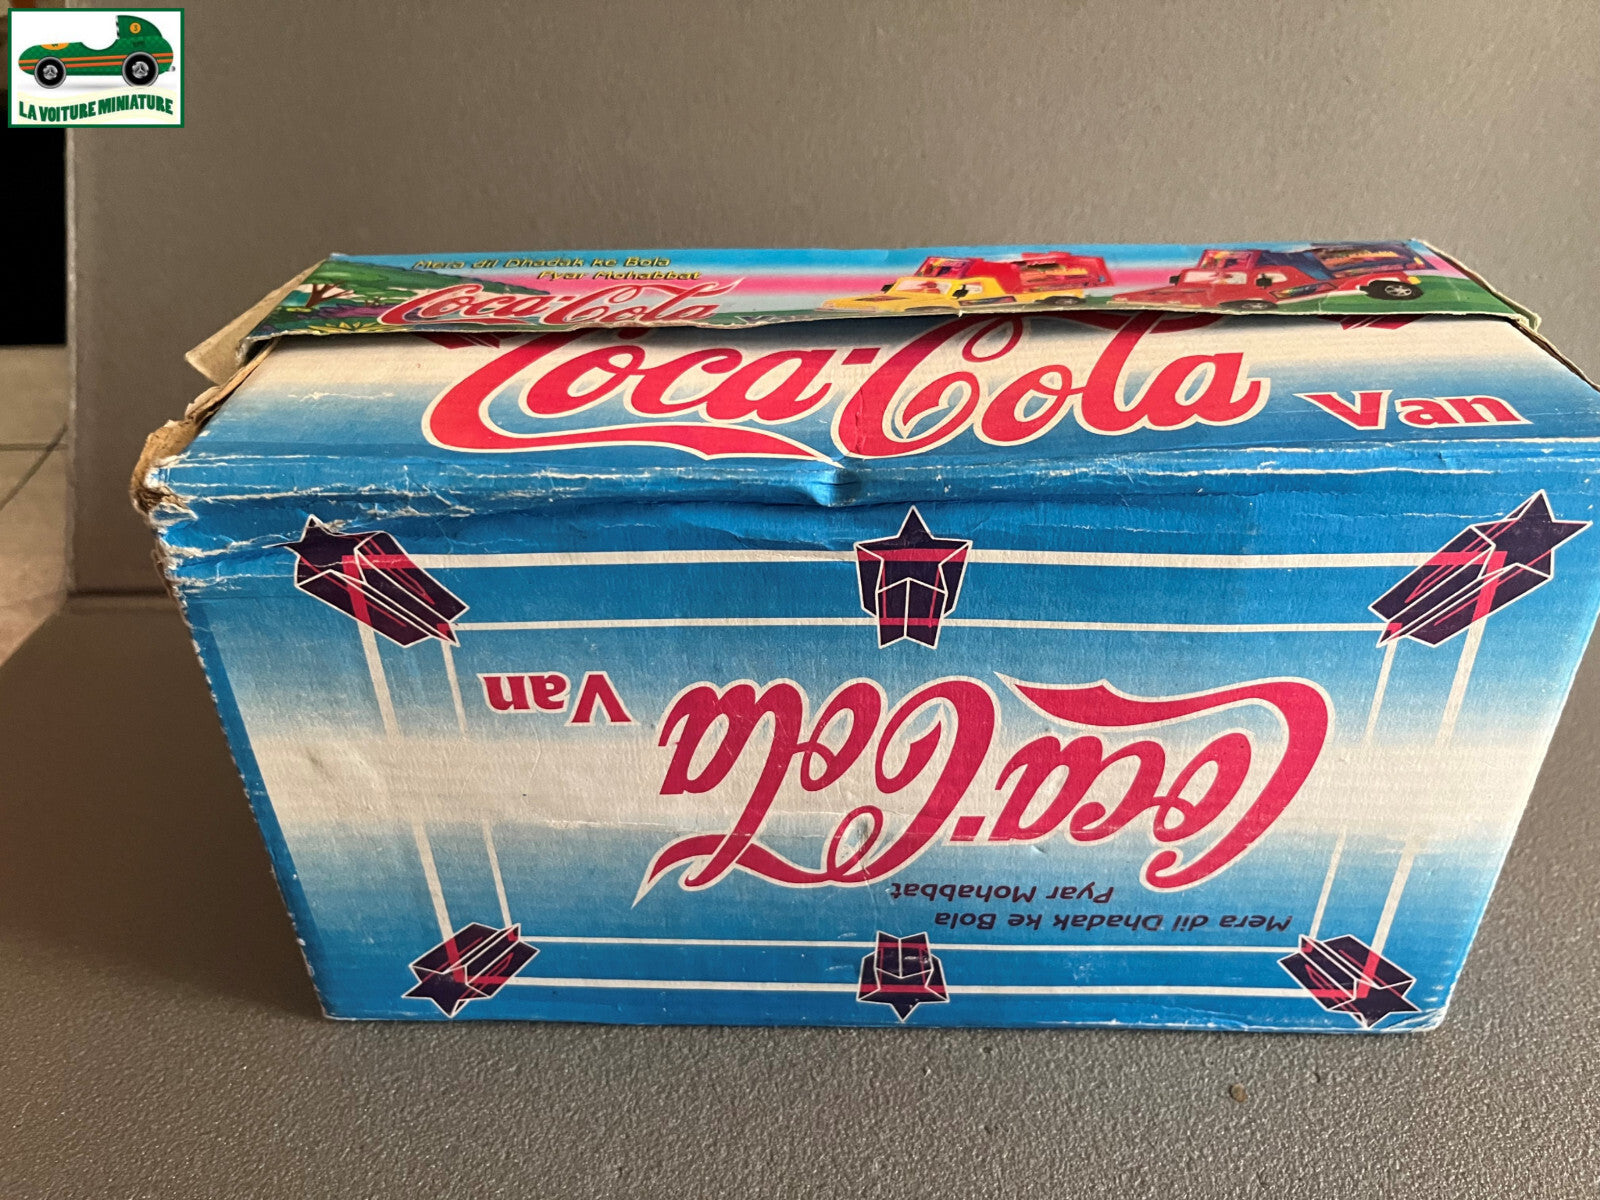 LA VOITURE MINIATURE
Mera dil Dhadak ke Bola
Pyar Mohabbat
Coca-Cola
Coca-Cola Van
Mera dil Dhadak ke Bola
Pyar Mohabbat
Coca-Cola Van